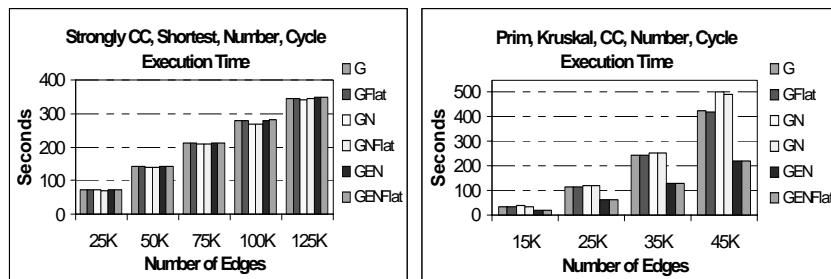 Strongly CC, Shortest, Number, Cycle
Execution Time
400
300
200
100
0
Seconds
25K 50K 75K 100K 125K
Number of Edges
G
GFlat
GN
GNFlat
GEN
GENFlat
Prim, Kruskal, CC, Number, Cycle
Execution Time
500
400
300
200
100
0
Seconds
15K 25K 35K 45K
Number of Edges
G
GFlat
GN
GN
GEN
GENFlat